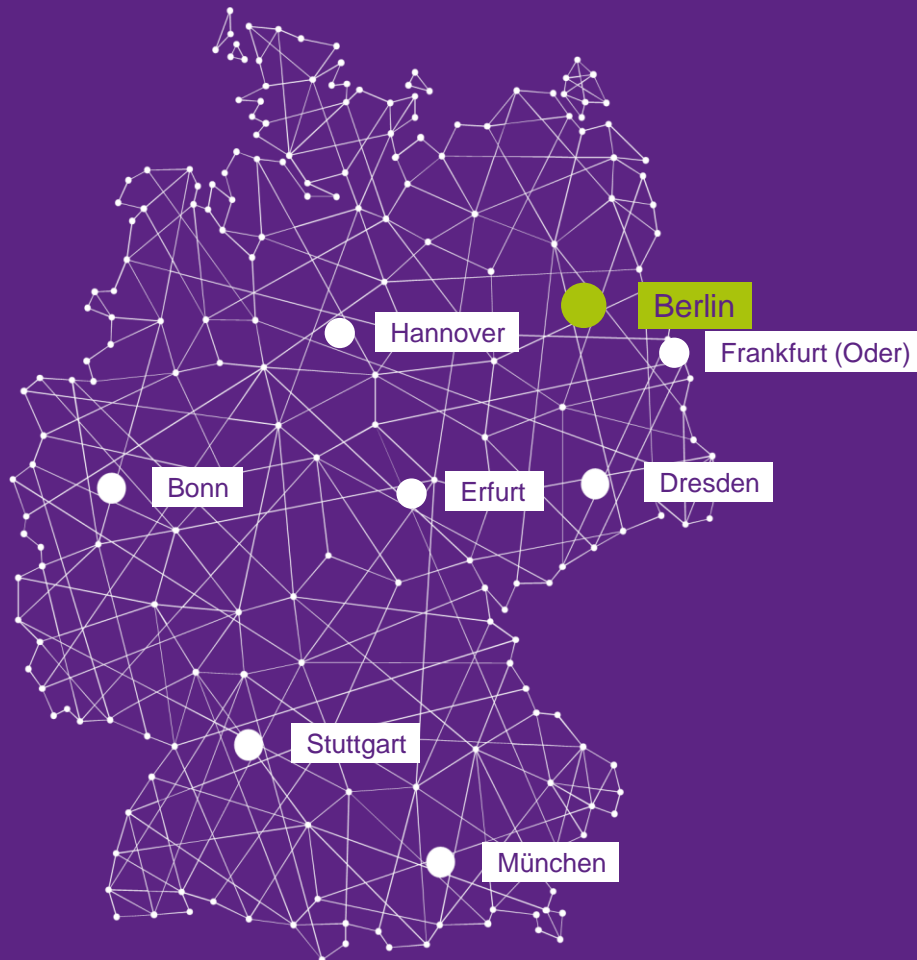 Berlin
Hannover
Frankfurt (Oder)
Bonn
Erfurt
Dresden
Stuttgart
München